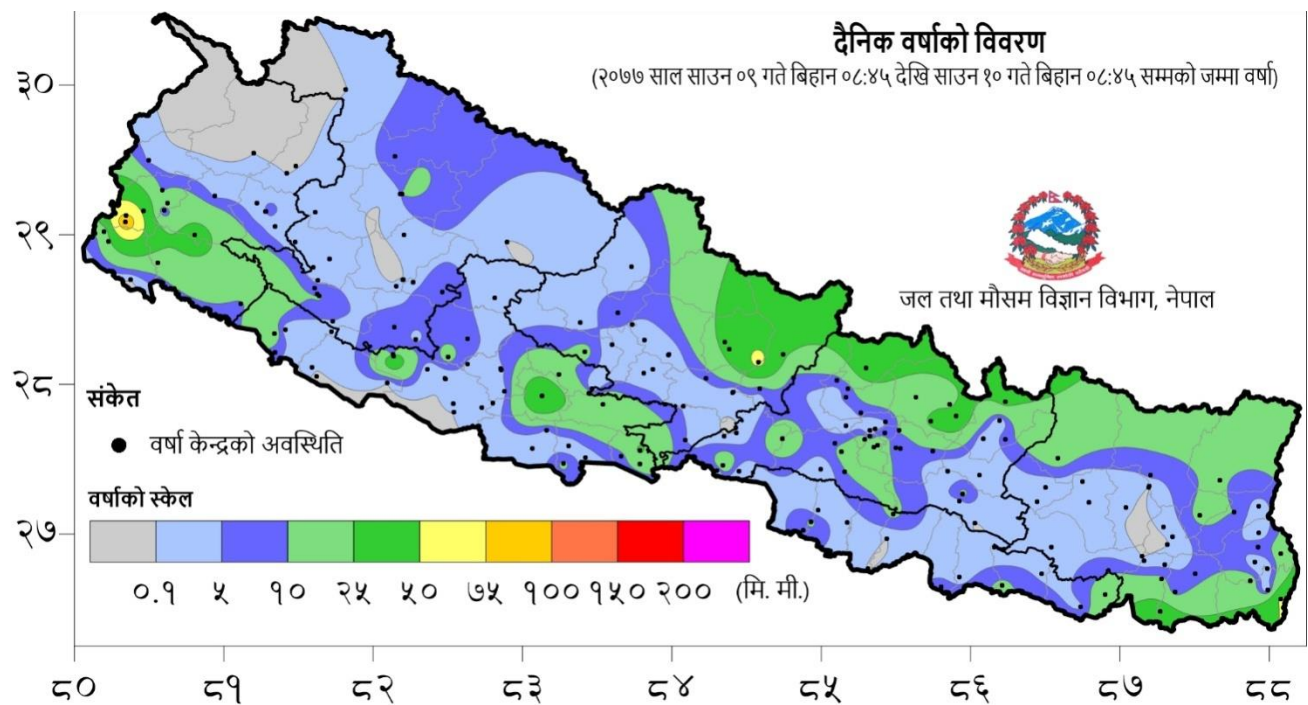 दैनिक वर्षाको विवरण
(२०७७ साल साउन ०९ गते बिहान ०८:४५ देखि साउन १० गते बिहान ०८:४५ सम्मको जम्मा वर्षा)
जल तथा मौसम विज्ञान विभाग, नेपाल
३०
२९
२८
२७
संकेत
वर्षा केन्द्रको अवस्थिति
वर्षाको स्केल
०.१ ५ १० २५ ५० ७५ १०० १५० २०० (मि. मी.)
८० ८१ ८२ ८३ ८४ ८५ ८६ ८७ ८८